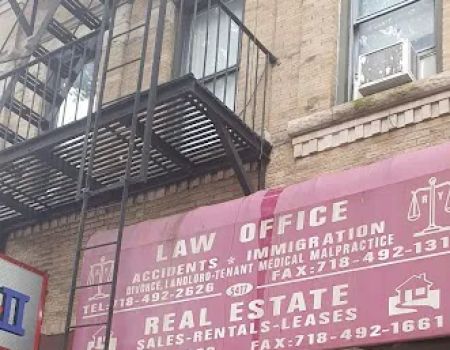 LAW OFFICE
ACCIDENTS * IMMIGRATION
DIVORCE, LANDLORD-TENANT MEDICAL MALPRACTICE
TEL:718-492-2626 5417 FAX:718-492-131
REAL ESTATE
SALES-RENTALS-LEASES
FAX:718-492-1661